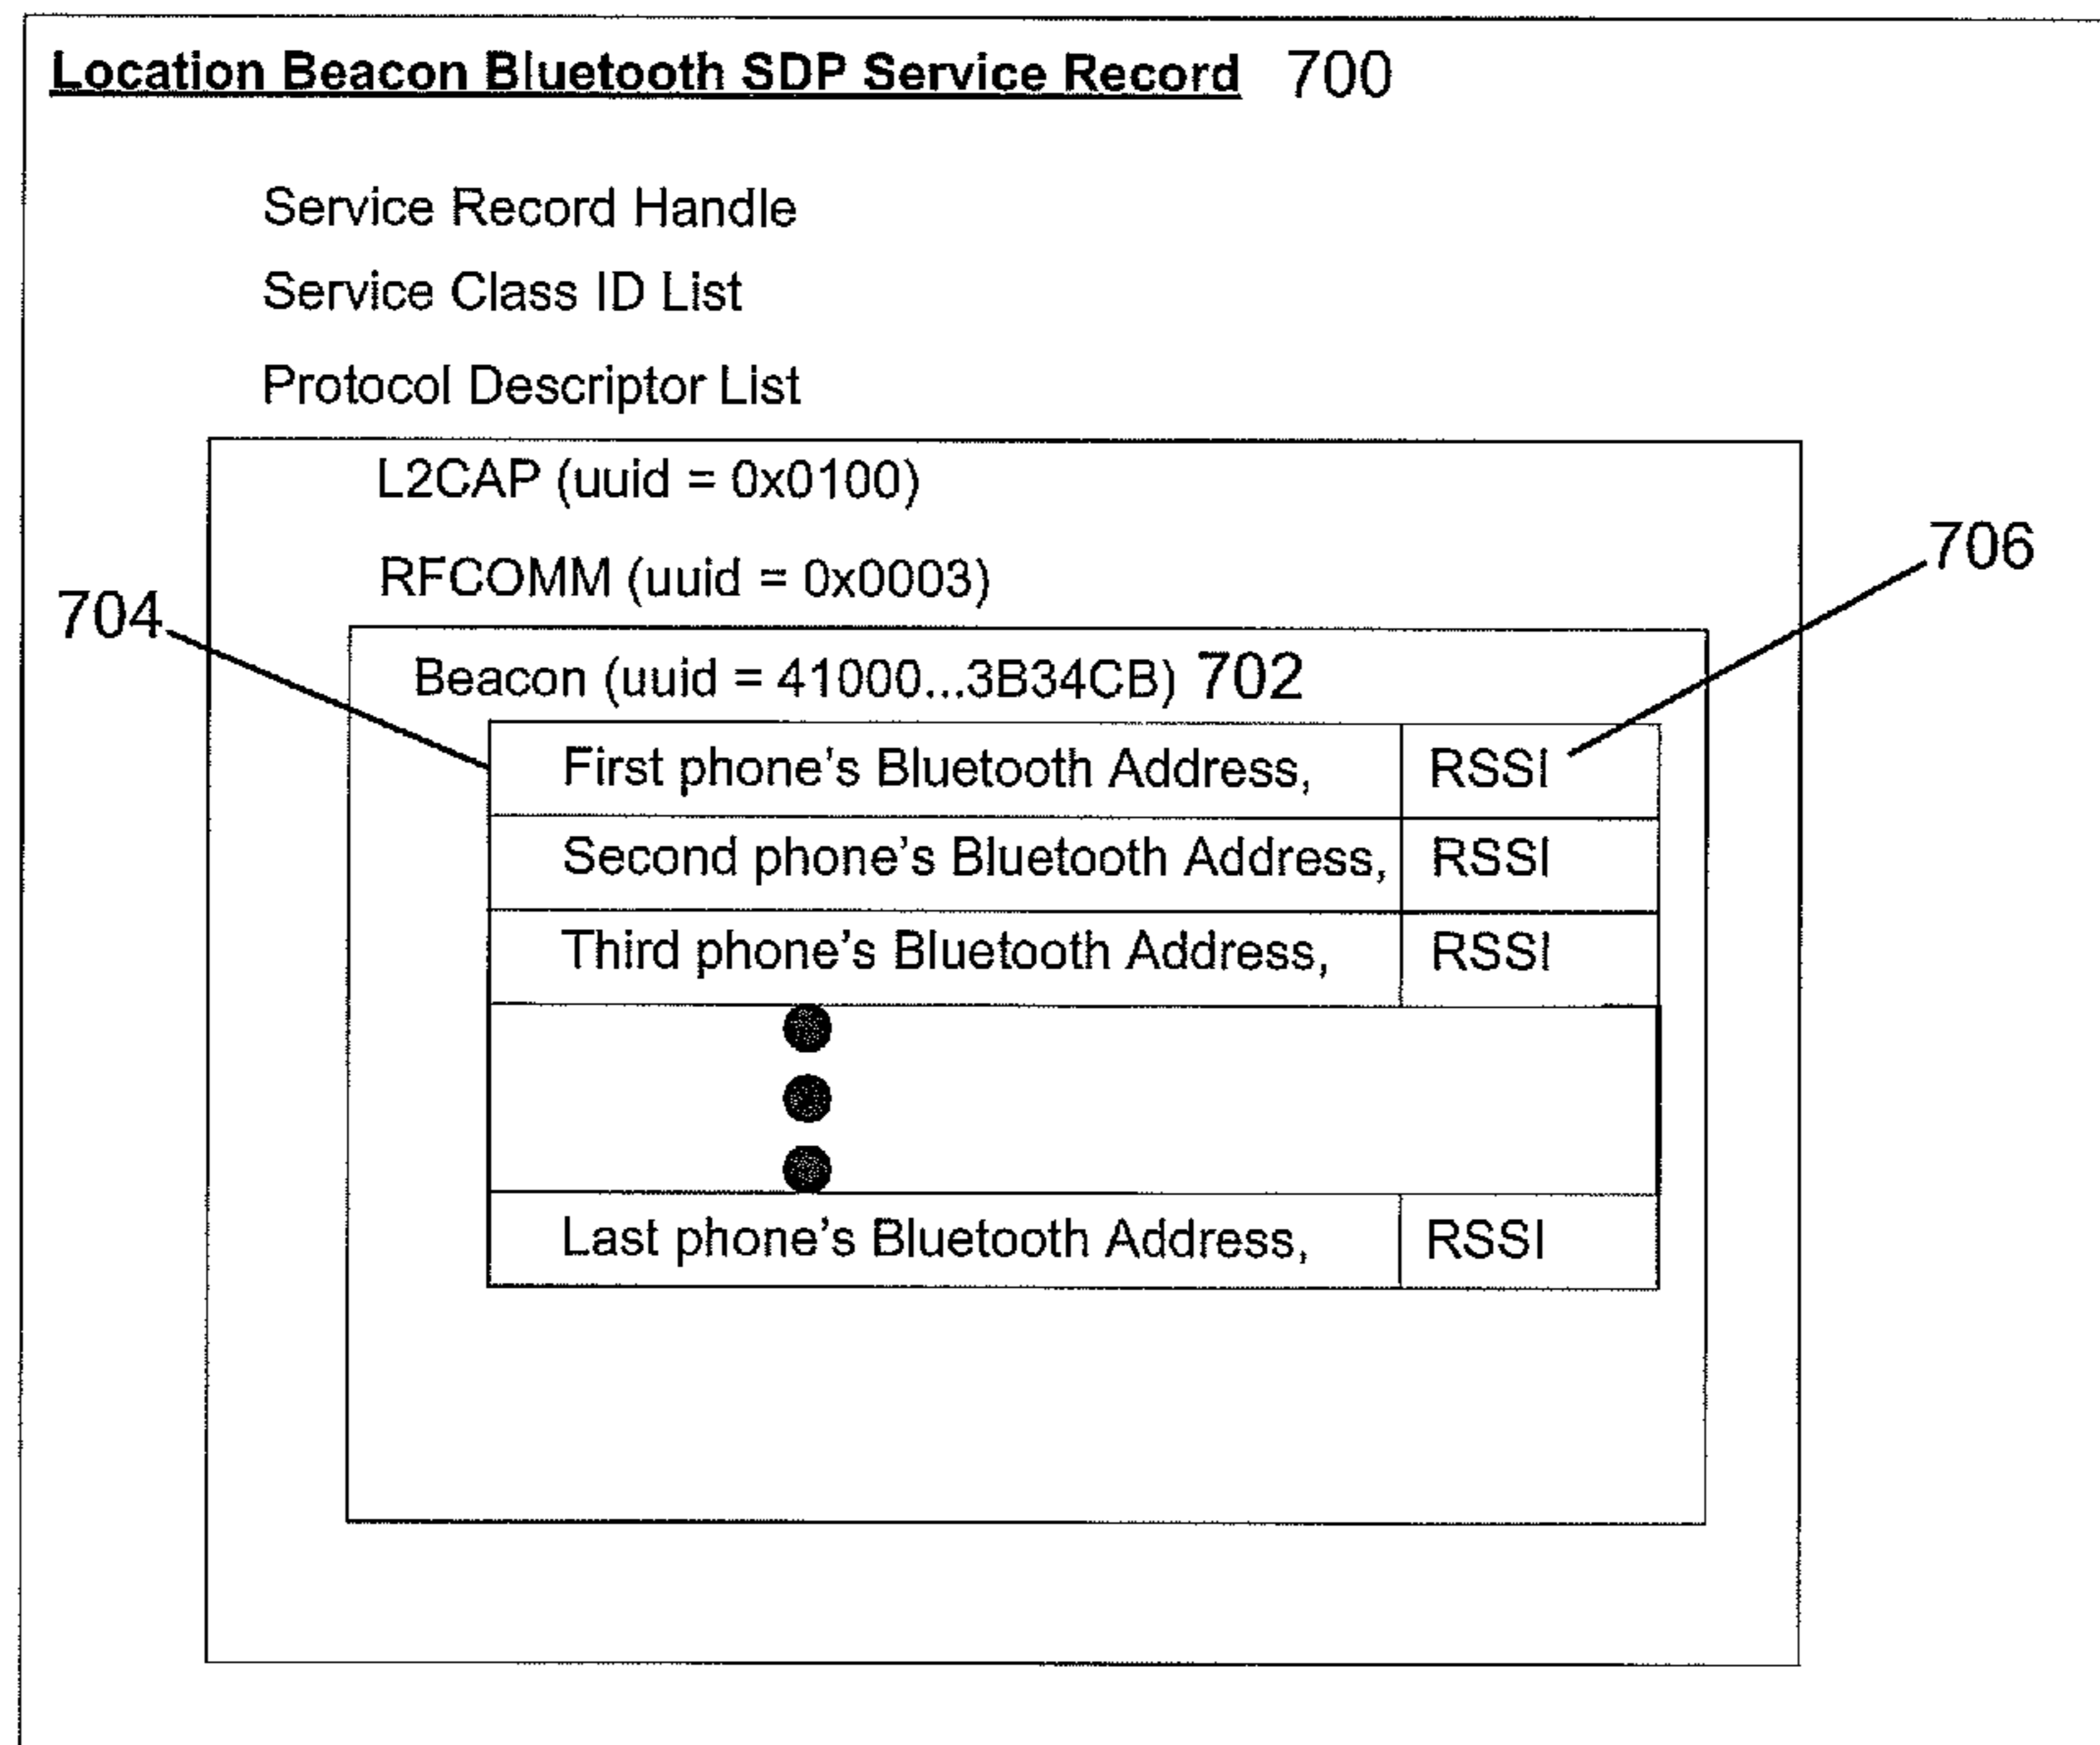 Location Beacon Bluetooth SDP Service Record 700
Service Record Handle
Service Class ID List
Protocol Descriptor List
L2CAP (uuid = 0x0100)
706
RFCOMM (uuid = 0x0003)
704
Beacon (uuid = 41000...3B34CB) 702
First phone's Bluetooth Address, RSSI
Second phone's Bluetooth Address, RSSI
Third phone's Bluetooth Address, RSSI
Last phone's Bluetooth Address, RSSI